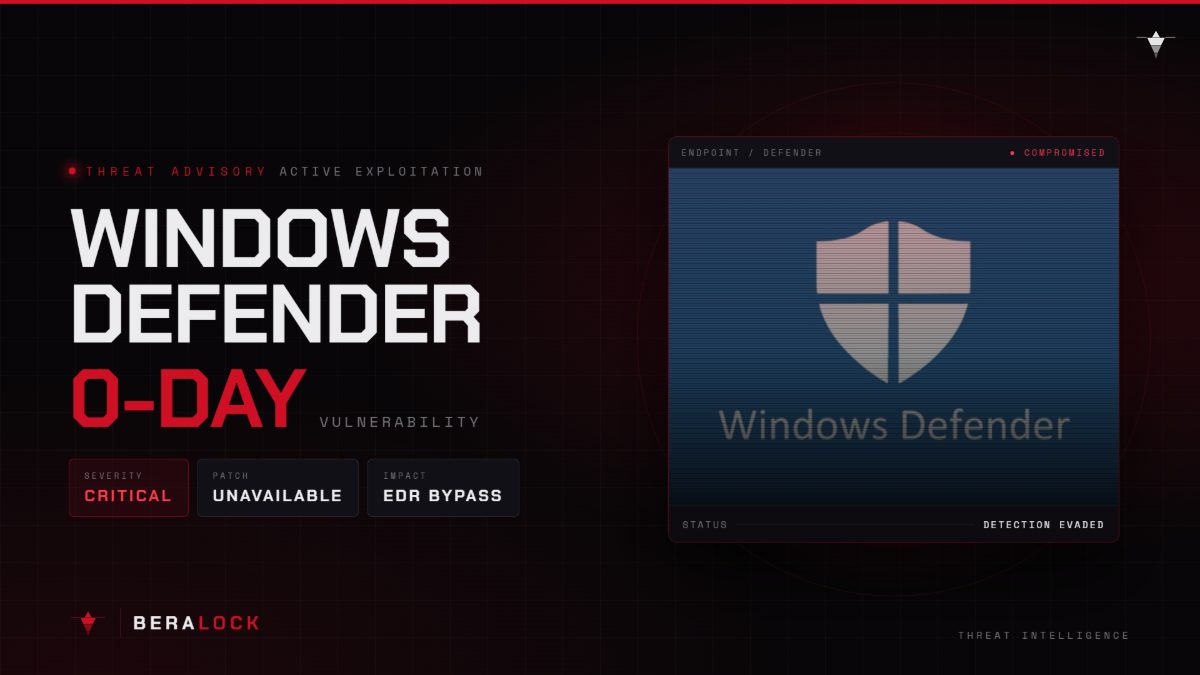 THREAT ADVISORY ACTIVE EXPLOITATION
WINDOWS
DEFENDER
0-DAY VULNERABILITY
SEVERITY
CRITICAL
PATCH
UNAVAILABLE
IMPACT
EDR BYPASS
BERALOCK
ENDPOINT / DEFENDER
COMPROMISED
Windows Defender
STATUS
DETECTION EVADED
THREAT INTELLIGENCE